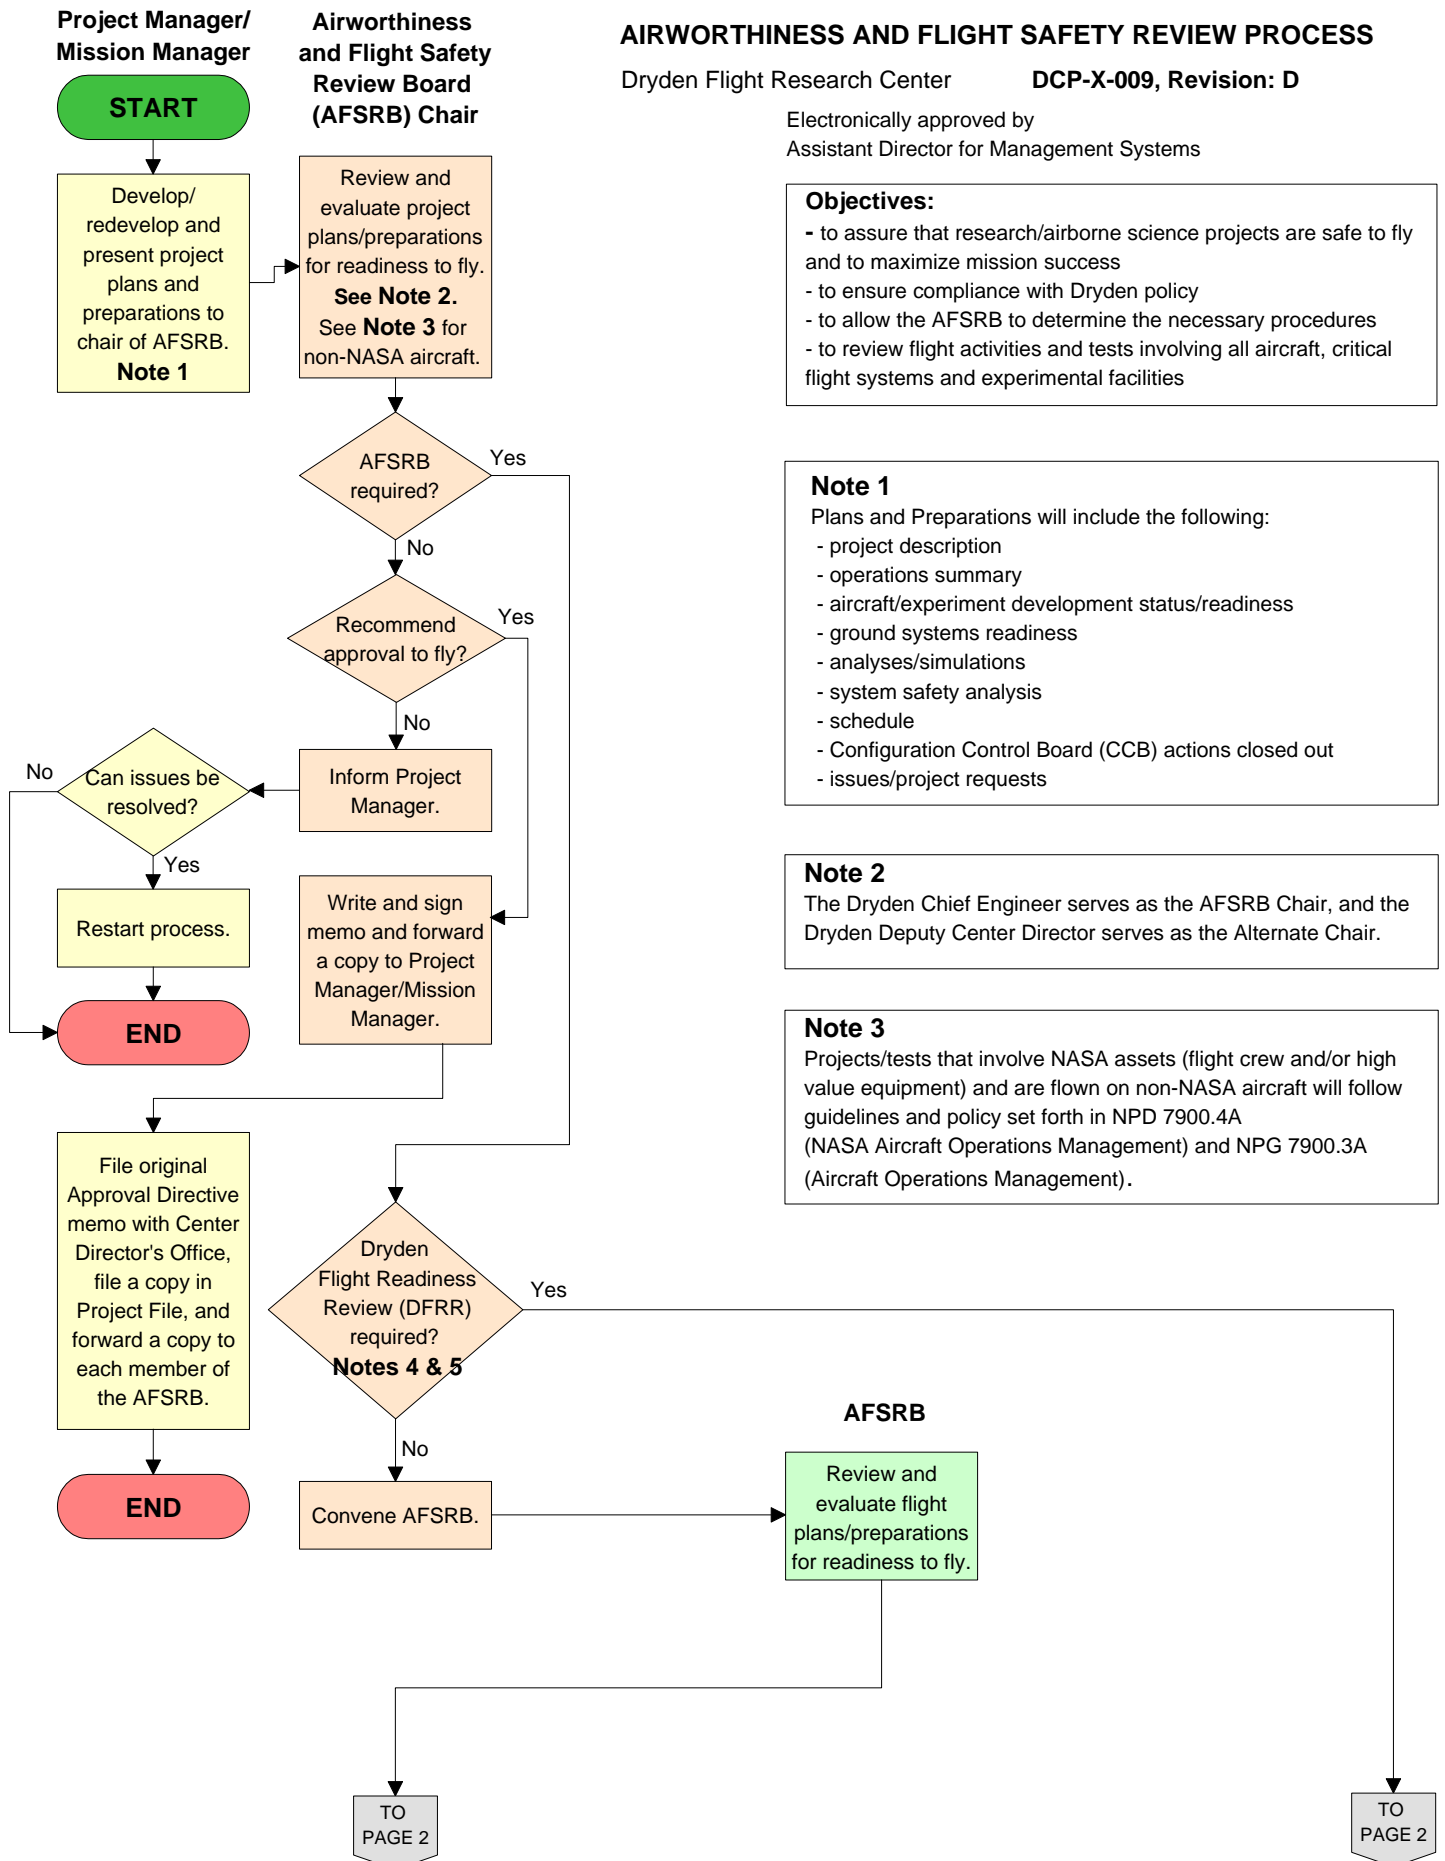 Project Manager/
Mission Manager
Airworthiness
and Flight Safety
Review Board
(AFSRB) Chair
AIRWORTHINESS AND FLIGHT SAFETY REVIEW PROCESS
Dryden Flight Research Center
DCP-X-009, Revision: D
Electronically approved by
Assistant Director for Management Systems
START
Develop/
redevelop and
present project
plans and
preparations to
chair of AFSRB.
Note 1
Review and
evaluate project
plans/preparations
for readiness to fly.
See Note 2.
See Note 3 for
non-NASA aircraft.
Objectives:
- to assure that research/airborne science projects are safe to fly
and to maximize mission success
- to ensure compliance with Dryden policy
- to allow the AFSRB to determine the necessary procedures
- to review flight activities and tests involving all aircraft, critical
flight systems and experimental facilities
AFSRB
required?
Yes
No
Recommend
approval to fly?
Yes
No
Note 1
Plans and Preparations will include the following:
- project description
- operations summary
- aircraft/experiment development status/readiness
- ground systems readiness
- analyses/simulations
- system safety analysis
- schedule
- Configuration Control Board (CCB) actions closed out
- issues/project requests
No
Can issues be
resolved?
Yes
Inform Project
Manager.
Restart process.
END
Write and sign
memo and forward
a copy to Project
Manager/Mission
Manager.
Note 2
The Dryden Chief Engineer serves as the AFSRB Chair, and the
Dryden Deputy Center Director serves as the Alternate Chair.
Note 3
Projects/tests that involve NASA assets (flight crew and/or high
value equipment) and are flown on non-NASA aircraft will follow
guidelines and policy set forth in NPD 7900.4A
(NASA Aircraft Operations Management) and NPG 7900.3A
(Aircraft Operations Management).
File original
Approval Directive
memo with Center
Director's Office,
file a copy in
Project File, and
forward a copy to
each member of
the AFSRB.
END
Dryden
Flight Readiness
Review (DFRR)
required?
Notes 4 & 5
Yes
No
Convene AFSRB.
AFSRB
Review and
evaluate flight
plans/preparations
for readiness to fly.
TO
PAGE 2
TO
PAGE 2